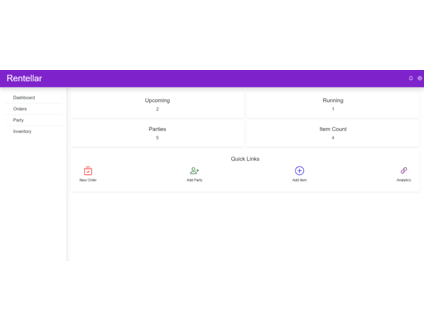 Rentellar
Dashboard
Orders
Party
Inventory
Upcoming
2
Running
1
Parties
5
Item Count
4
Quick Links
New Order
Add Party
Add Item
Analytics